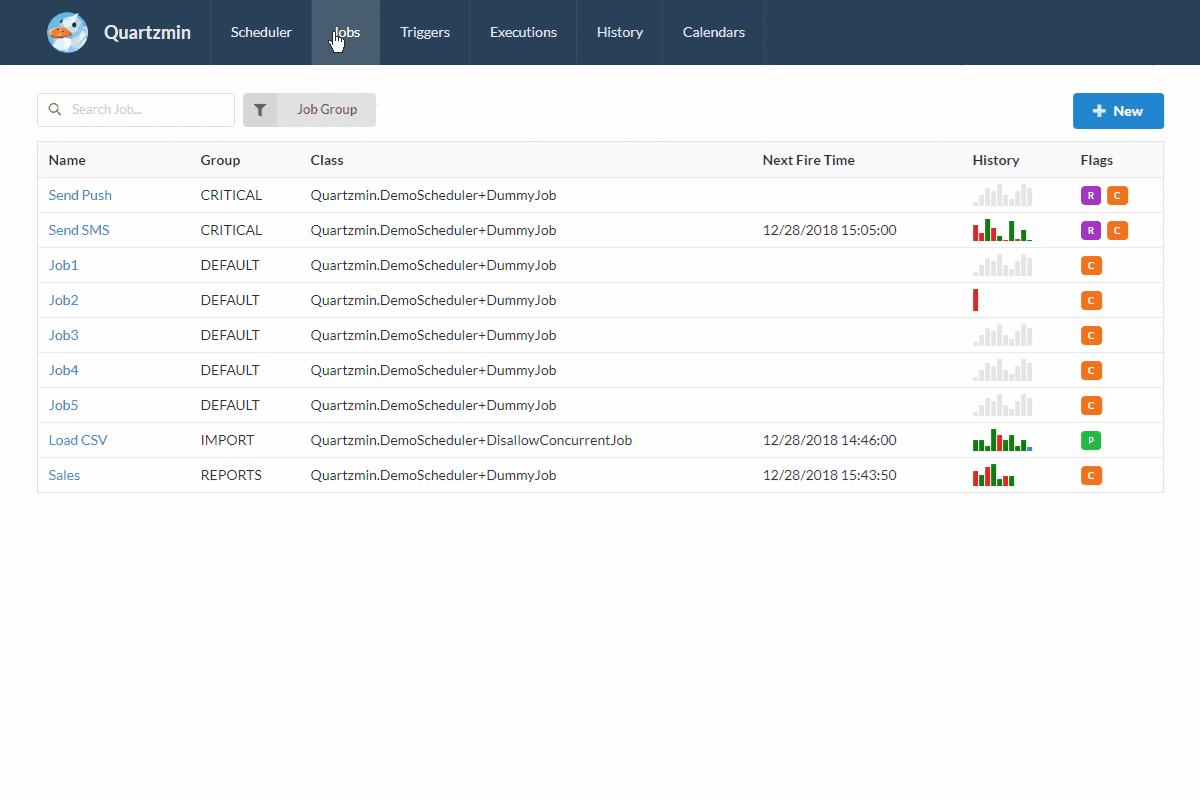 Quartzmin Scheduler Jobs Triggers Executions History Calendars
Search Job... Job Group New
Name Group Class Next Fire Time History Flags
Send Push CRITICAL Quartzmin.DemoScheduler+DummyJob R C
Send SMS CRITICAL Quartzmin.DemoScheduler+DummyJob 12/28/2018 15:05:00 R C
Job1 DEFAULT Quartzmin.DemoScheduler+DummyJob C
Job2 DEFAULT Quartzmin.DemoScheduler+DummyJob C
Job3 DEFAULT Quartzmin.DemoScheduler+DummyJob C
Job4 DEFAULT Quartzmin.DemoScheduler+DummyJob C
Job5 DEFAULT Quartzmin.DemoScheduler+DummyJob C
Load CSV IMPORT Quartzmin.DemoScheduler+DisallowConcurrentJob 12/28/2018 14:46:00 P
Sales REPORTS Quartzmin.DemoScheduler+DummyJob 12/28/2018 15:43:50 C